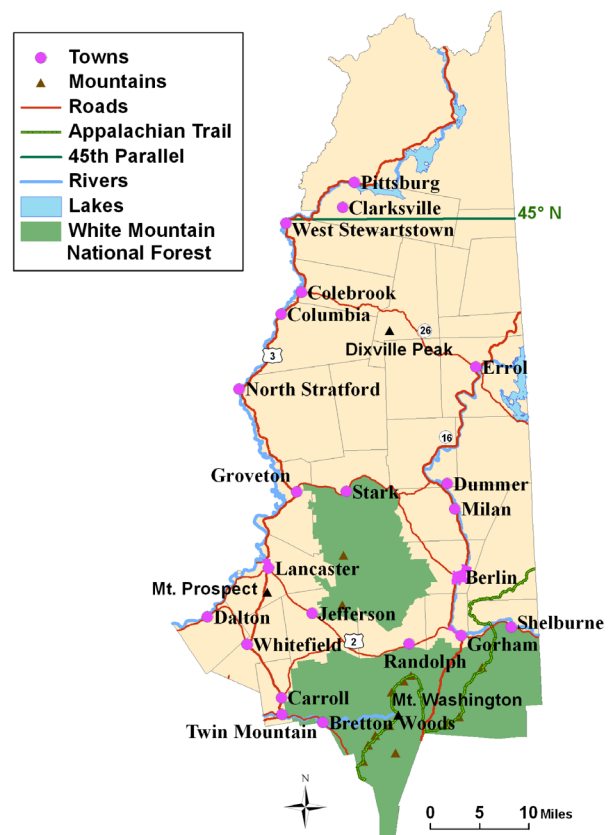 Towns
Mountains
Roads
Appalachian Trail
45th Parallel
Rivers
Lakes
White Mountain
National Forest
Pittsburg
Clarksville
45° N
West Stewartstown
Colebrook
Columbia
26
Dixville Peak
3
Errol
North Stratford
16
Groveton
Stark
Dummer
Milan
Lancaster
Berlin
Mt. Prospect
Dalton
Jefferson
Shelburne
2
Whitefield
Gorham
Randolph
Carroll
Mt. Washington
Twin Mountain
Bretton Woods
N
0 5 10 Miles